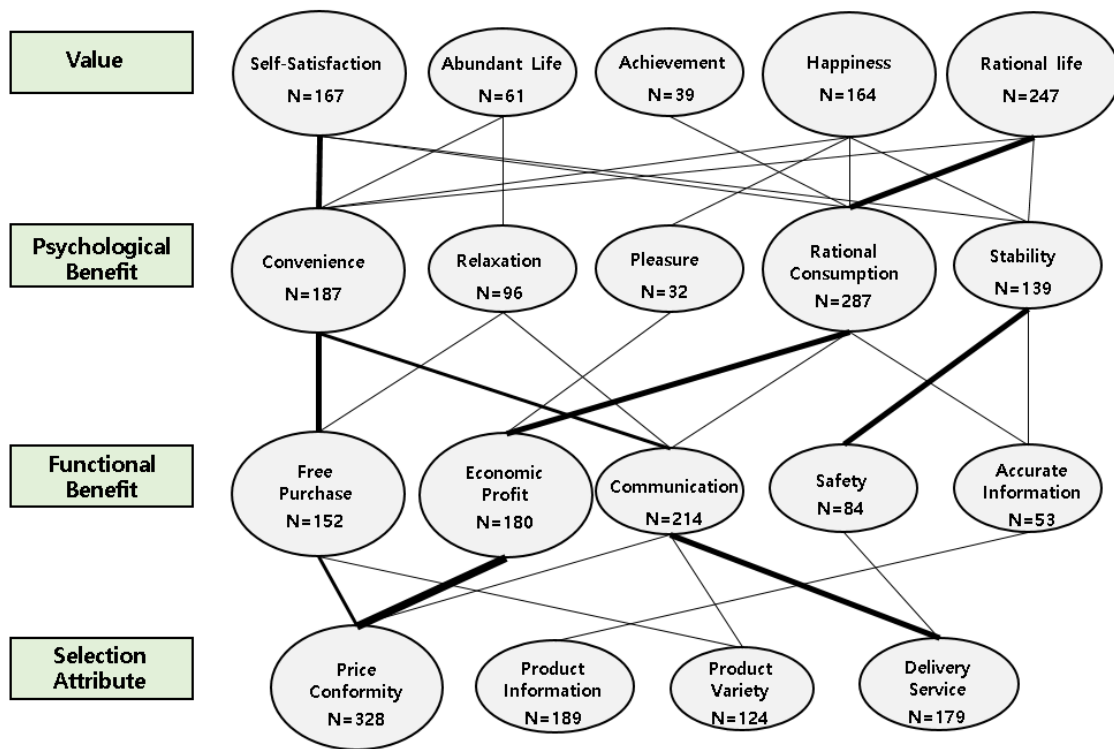 Value
Self-Satisfaction
N=167
Abundant Life
N=61
Achievement
N=39
Happiness
N=164
Rational life
N=247
Psychological
Benefit
Convenience
N=187
Relaxation
N=96
Pleasure
N=32
Rational
Consumption
N=287
Stability
N=139
Functional
Benefit
Free
Purchase
N=152
Economic
Profit
N=180
Communication
N=214
Safety
N=84
Accurate
Information
N=53
Selection
Attribute
Price
Conformity
N=328
Product
Information
N=189
Product
Variety
N=124
Delivery
Service
N=179